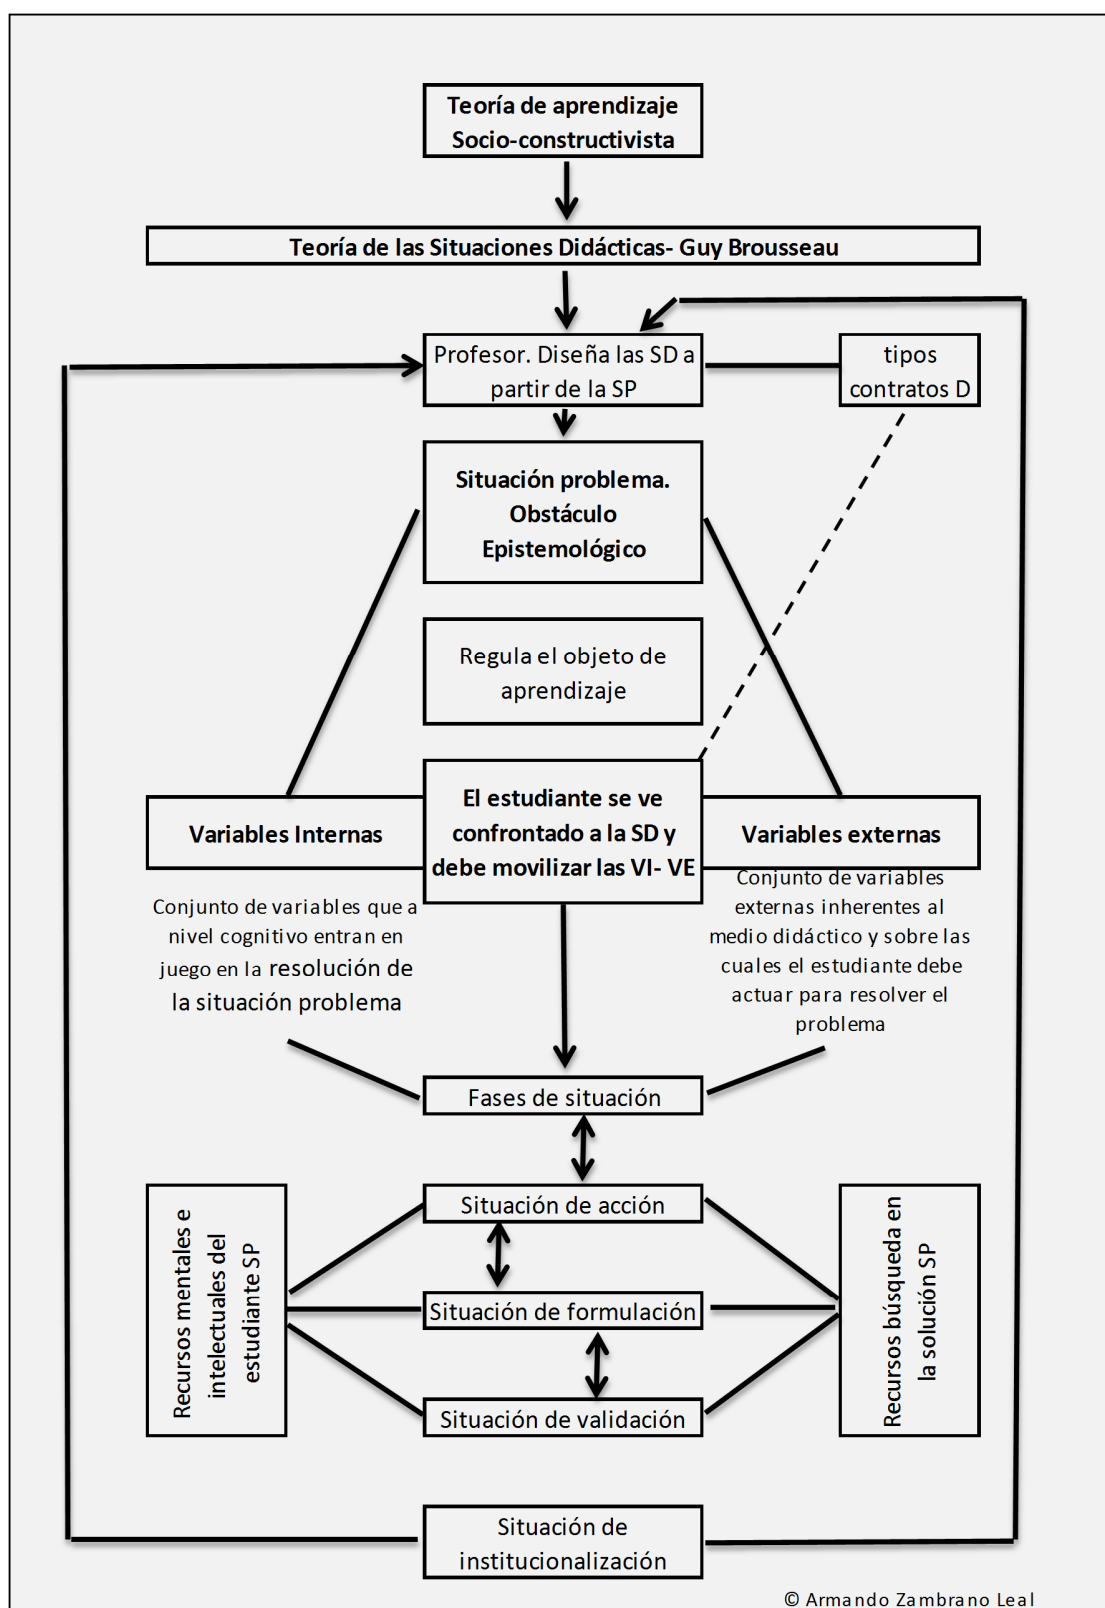 Teoría de aprendizaje
Socio-constructivista
Teoría de las Situaciones Didácticas- Guy Brousseau
Profesor. Diseña las SD a
partir de la SP
tipos
contratos D
Situación problema.
Obstáculo
Epistemológico
Regula el objeto de
aprendizaje
Variables Internas
El estudiante se ve
confrontado a la SD y
debe movilizar las VI- VE
Variables externas
Conjunto de variables que a
nivel cognitivo entran en
juego en la resolución de
la situación problema
Conjunto de variables
externas inherentes al
medio didáctico y sobre las
cuales el estudiante debe
actuar para resolver el
problema
Fases de situación
Recursos mentales e
intelectuales del
estudiante SP
Situación de acción
Situación de formulación
Situación de validación
Recursos búsqueda en
la solución SP
Situación de
institucionalización
© Armando Zambrano Leal